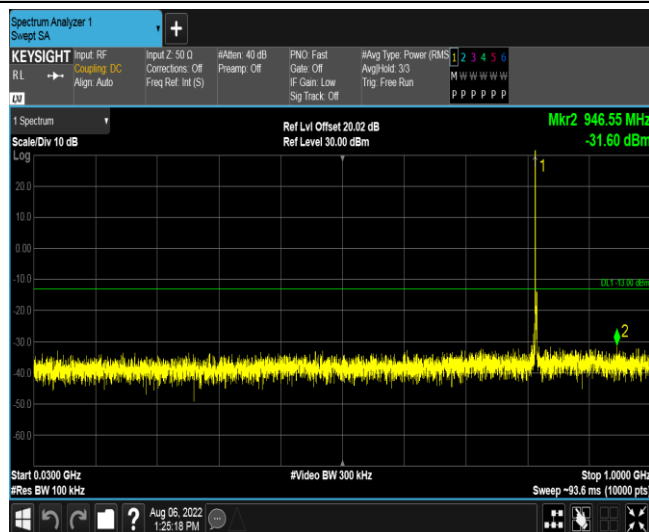 Spectrum Analyzer 1
Swept SA
+
KEYSIGHT
RL
LXI
Input: RF
Coupling: DC
Align: Auto
Input Z: 50 Ω
Corrections: Off
Freq Ref: Int (S)
#Atten: 40 dB
Preamp: Off
PNO: Fast
Gate: Off
IF Gain: Low
Sig Track: Off
#Avg Type: Power (RMS
Avg|Hold: 3/3
Trig: Free Run
1 2 3 4 5 6
M W W W W W
P P P P P P
1 Spectrum
Scale/Div 10 dB
Log
Ref Lvl Offset 20.02 dB
Ref Level 30.00 dBm
Mkr2 946.55 MHz
-31.60 dBm
1
20.0
10.0
0.00
-10.0
DL1 -13.00 dBm
-20.0
-30.0
2
-40.0
-50.0
-60.0
Start 0.0300 GHz
#Res BW 100 kHz
#Video BW 300 kHz
Stop 1.0000 GHz
Sweep ~93.6 ms (10000 pts)
?
Aug 06, 2022
1:25:18 PM